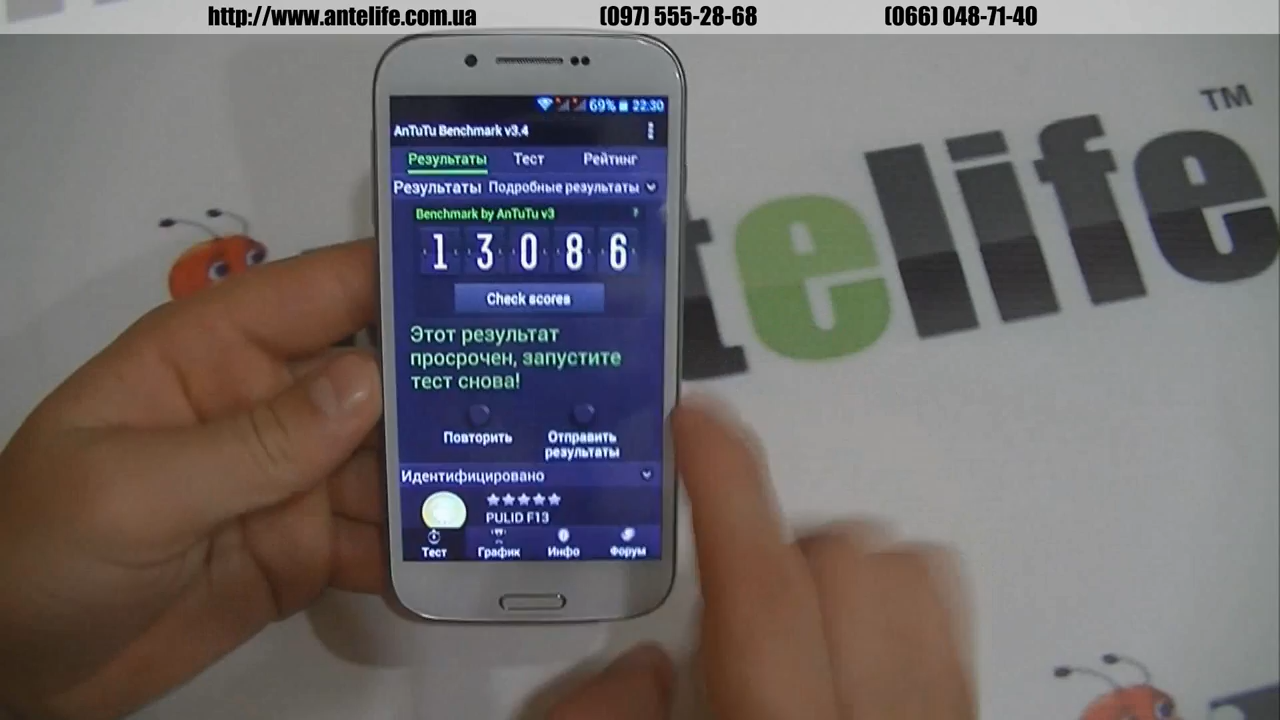 http://www.antelife.com.ua (097) 555-28-68 (066) 048-71-40
69% 22:30
AnTuTu Benchmark v3.4
Результаты Тест Рейтинг
Результаты Подробные результаты
Benchmark by AnTuTu v3 ?
13086
Check scores
Этот результат
просрочен, запустите
тест снова!
Повторить Отправить
результаты
Идентифицировано
PULID F13
Тест График Инфо Форум
telife TM